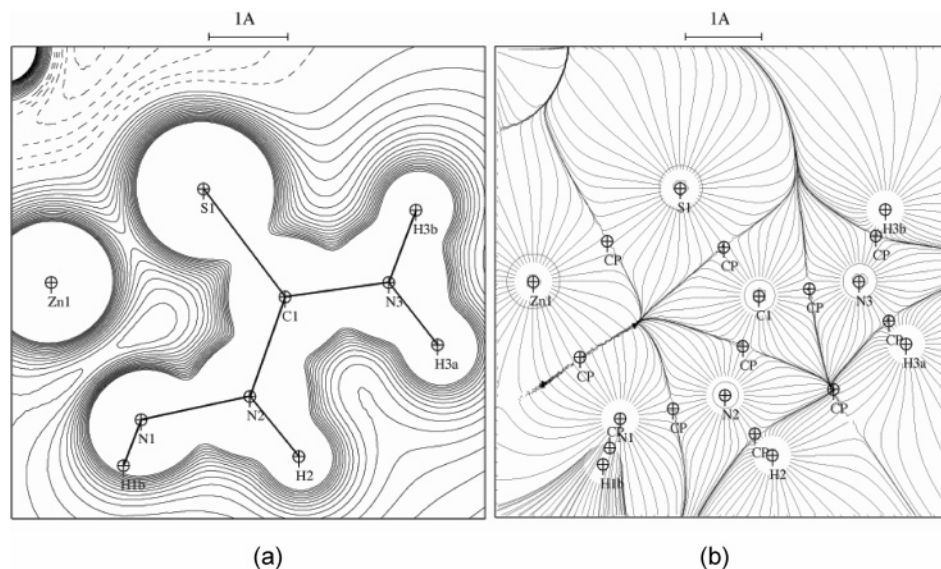 1A
1A
S1
H3b
Zn1
C1
N3
H3a
N2
N1
H2
H1b
S1
H3b
CP
CP
CP
Zn1
C1
CP
N3
CP
H3a
CP
CP
N2
CP
CP
N1
CP
CP
H2
H1b
(a)
(b)